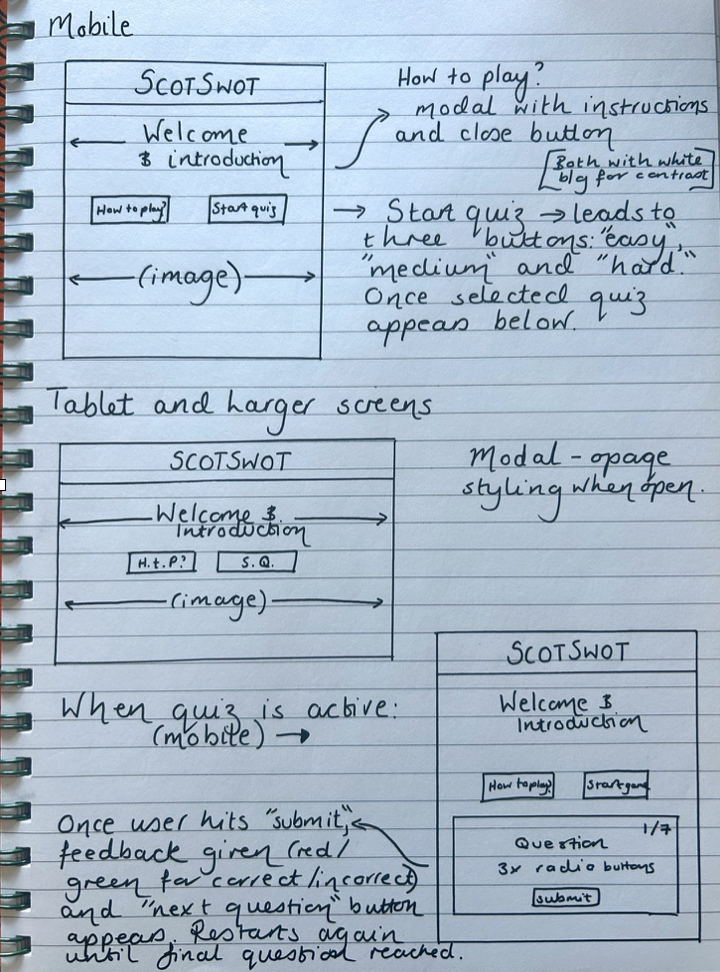 Mobile
SCOTSWOT
Welcome
& introduction
How to play?
Start quiz
(image)
How to play?
modal with instructions
and close button
[Both with white
blg for contrast]
→ Start quiz → leads to
three buttons: "easy",
"medium" and "hard."
Once selected quiz
appears below.
Tablet and larger screens
SCOTSWOT
Welcome &
Introduction
H.t.P?
S.Q.
(image)
Modal - opage
styling when open.
When quiz is active:
(mobile) →
SCOTSWOT
Welcome &
Introduction
How to play?
Start game
1/7
Question
3x radio buttons
submit
Once user hits "submit,"
feedback given (red/
green for correct/incorrect)
and "next question" button
appears. Restarts again
until final question reached.